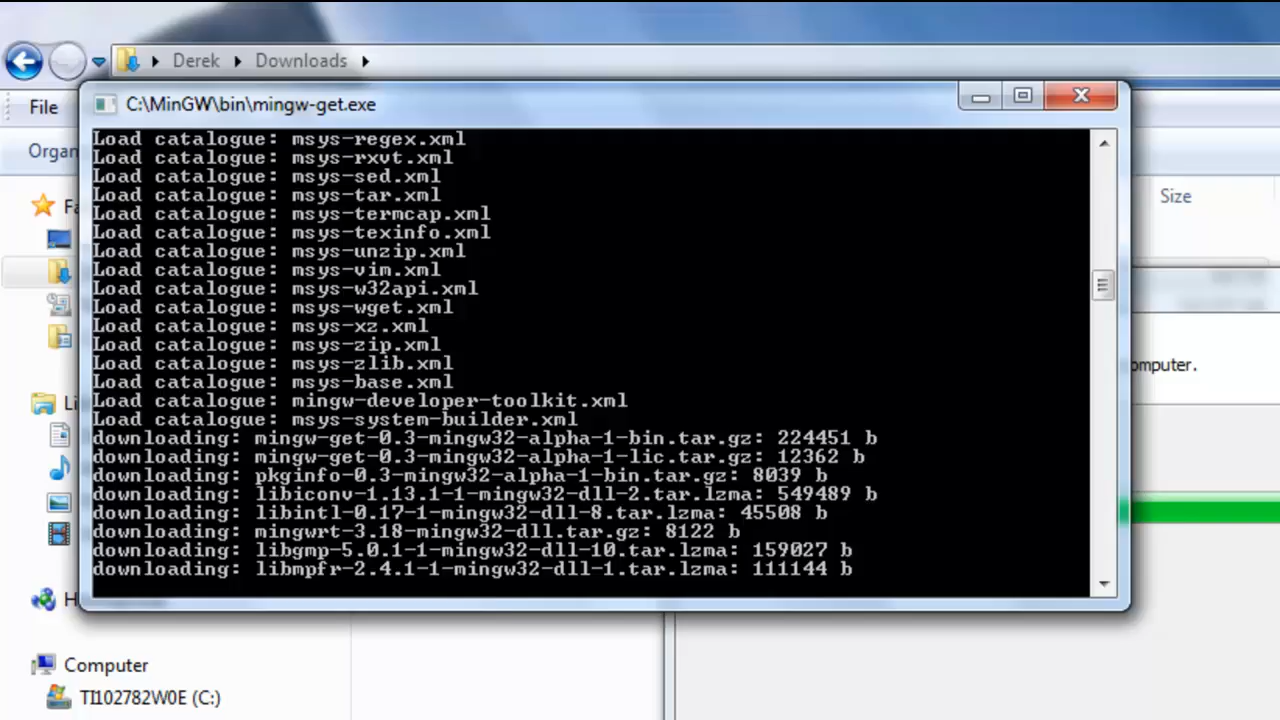 Derek
Downloads
File
C:\MinGW\bin\mingw-get.exe
Organ
Size
Load catalogue: msys-regex.xml
Load catalogue: msys-rxvt.xml
Load catalogue: msys-sed.xml
Load catalogue: msys-tar.xml
Load catalogue: msys-termcap.xml
Load catalogue: msys-texinfo.xml
Load catalogue: msys-unzip.xml
Load catalogue: msys-vim.xml
Load catalogue: msys-w32api.xml
Load catalogue: msys-wget.xml
Load catalogue: msys-xz.xml
Load catalogue: msys-zip.xml
Load catalogue: msys-zlib.xml
Load catalogue: msys-base.xml
Load catalogue: mingw-developer-toolkit.xml
Load catalogue: msys-system-builder.xml
downloading: mingw-get-0.3-mingw32-alpha-1-bin.tar.gz: 224451 b
downloading: mingw-get-0.3-mingw32-alpha-1-lic.tar.gz: 12362 b
downloading: pkginfo-0.3-mingw32-alpha-1-bin.tar.gz: 8039 b
downloading: libiconv-1.13.1-1-mingw32-dll-2.tar.lzma: 549489 b
downloading: libintl-0.17-1-mingw32-dll-8.tar.lzma: 45508 b
downloading: mingwrt-3.18-mingw32-dll.tar.gz: 8122 b
downloading: libgmp-5.0.1-1-mingw32-dll-10.tar.lzma: 159027 b
downloading: libmpfr-2.4.1-1-mingw32-dll-1.tar.lzma: 111144 b
Fa
Li
omputer.
H
Computer
TI102782W0E (C:)